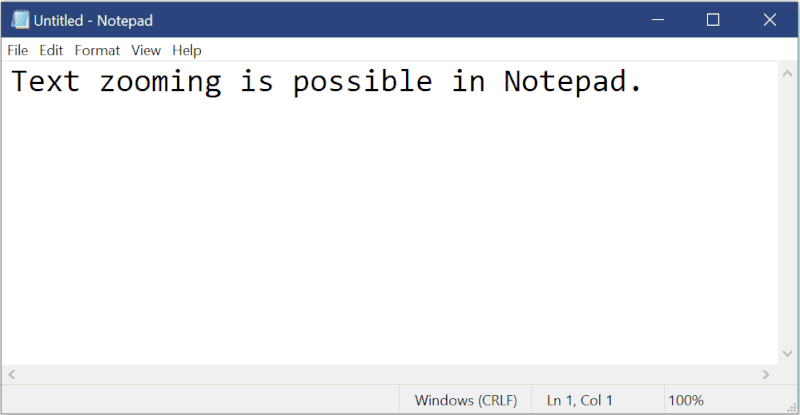 Untitled - Notepad
File Edit Format View Help
Text zooming is possible in Notepad.
Windows (CRLF) Ln 1, Col 1 100%